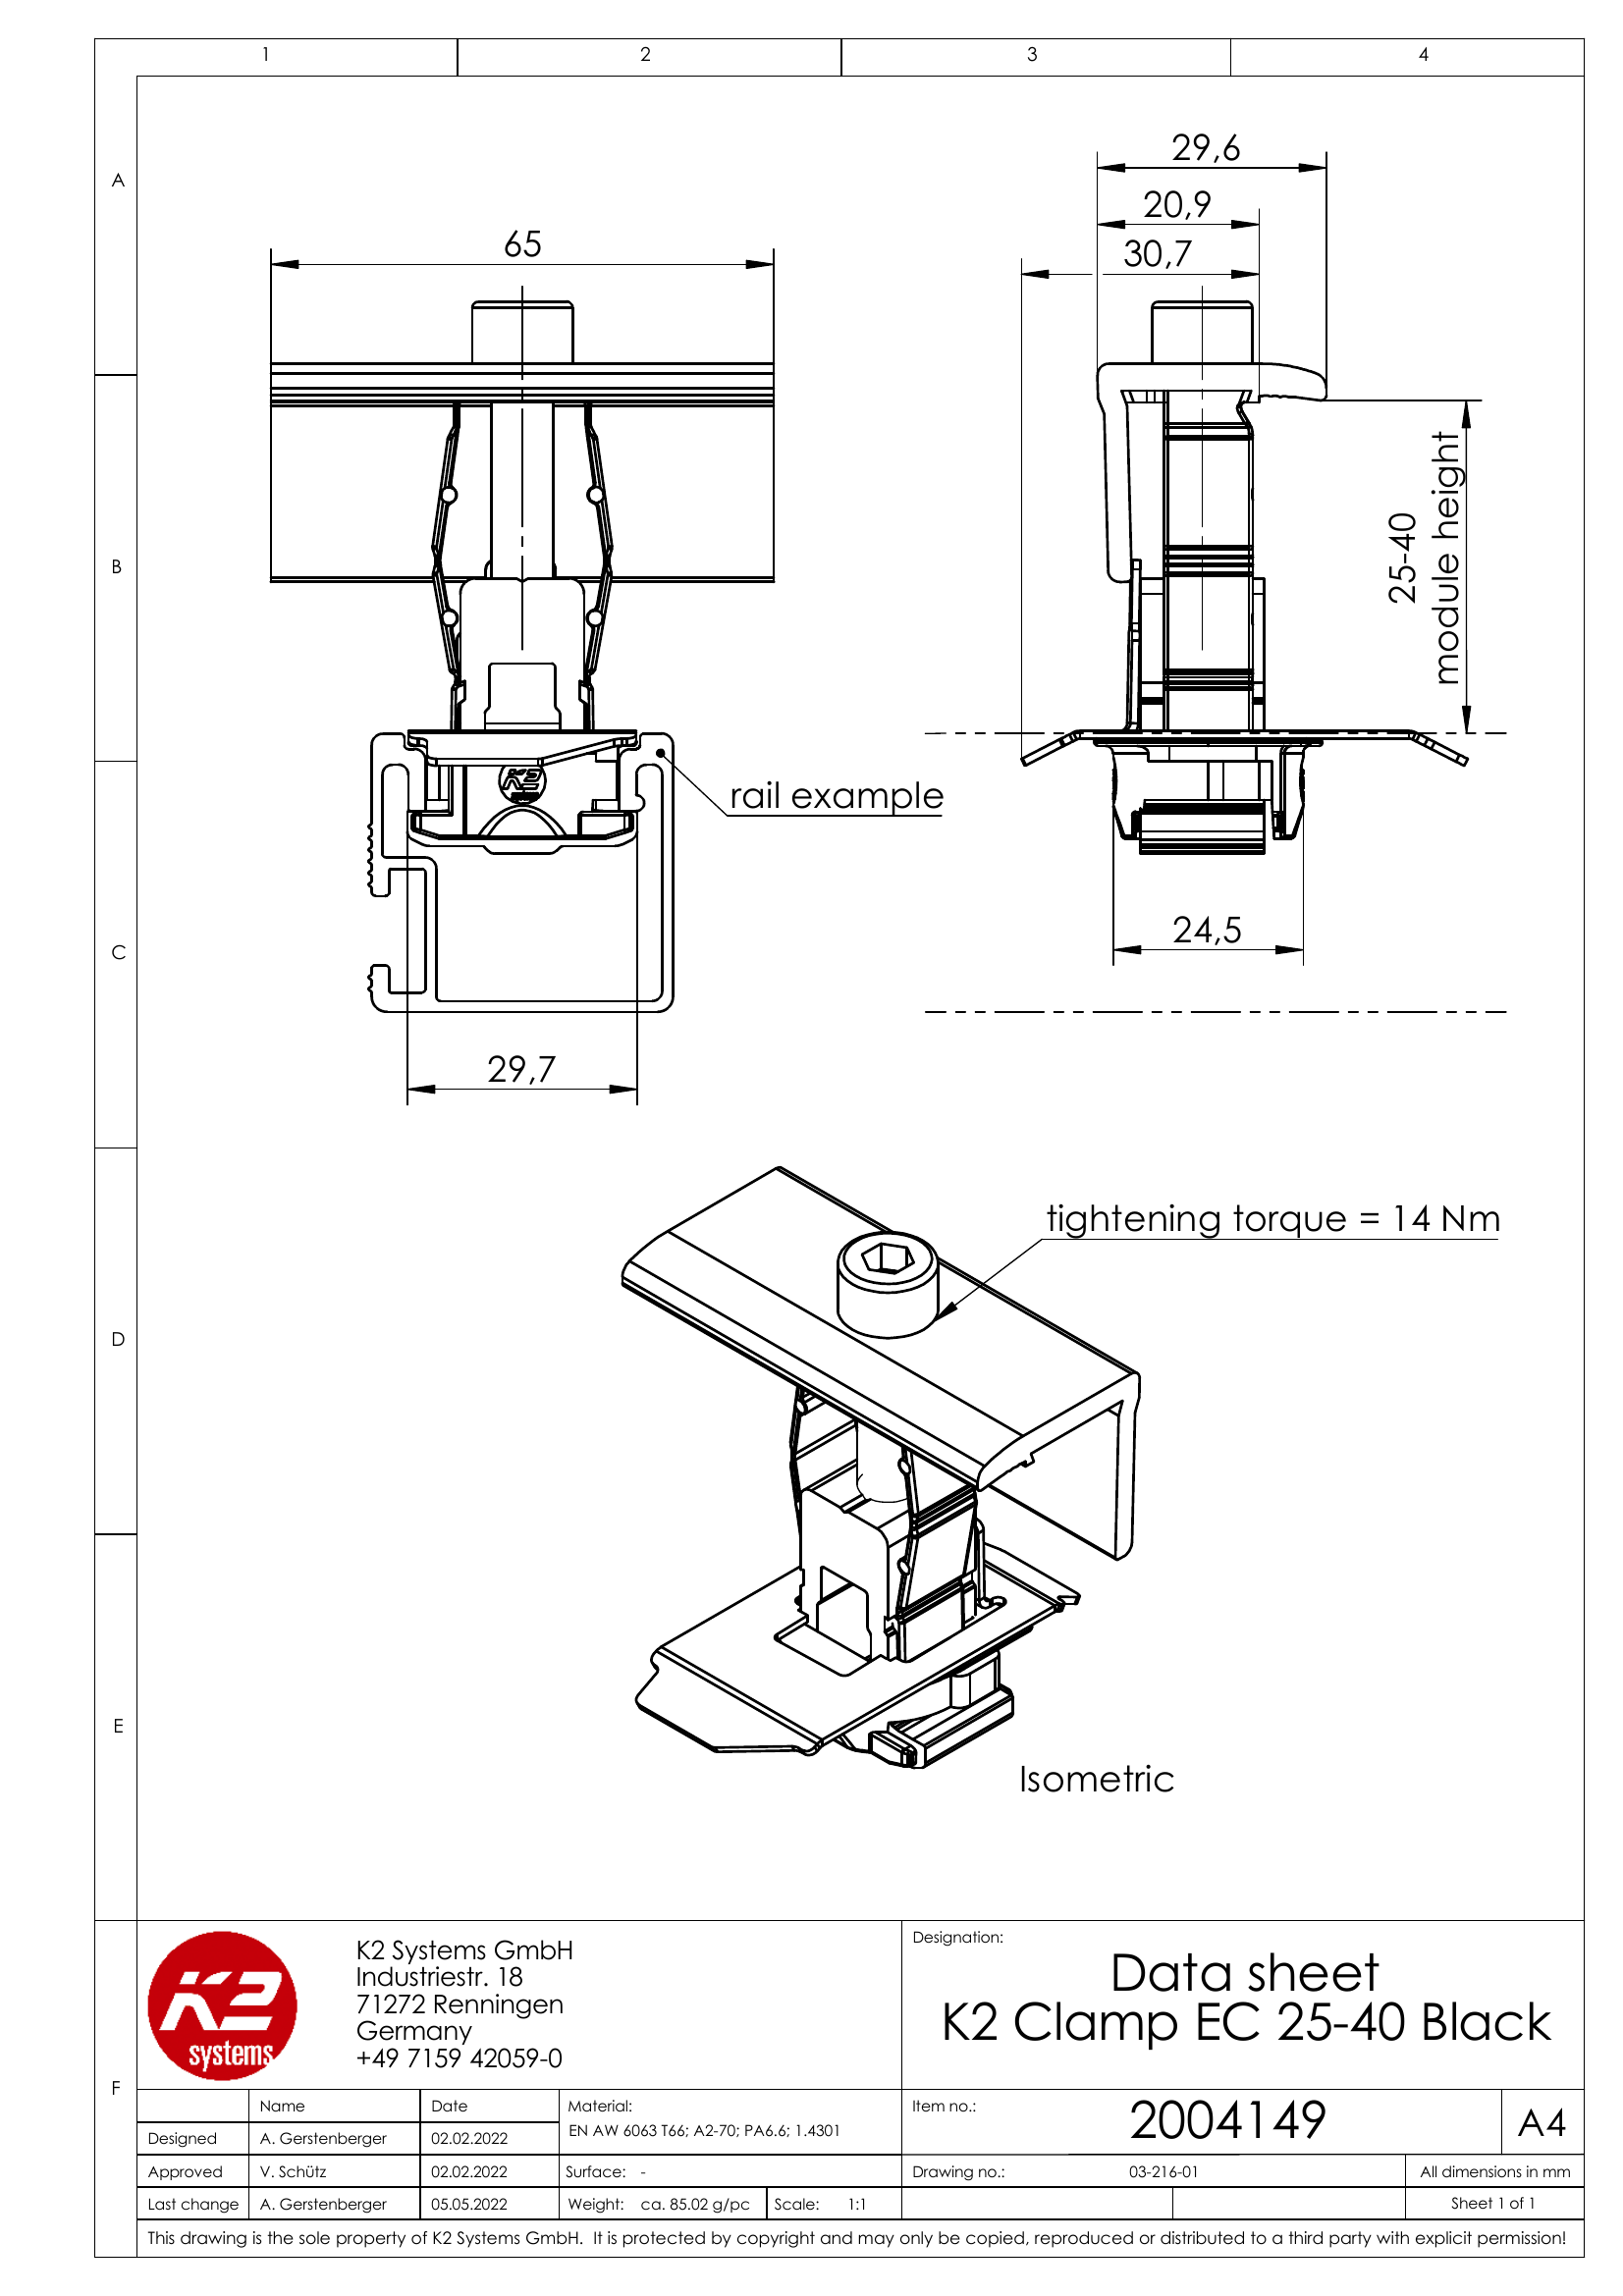 1
2
3
4
A
B
C
D
E
F
65
29,6
20,9
30,7
25-40
module height
rail example
24,5
29,7
tightening torque = 14 Nm
Isometric
K2
systems
K2 Systems GmbH
Industriestr. 18
71272 Renningen
Germany
+49 7159 42059-0
Designation:
Data sheet
K2 Clamp EC 25-40 Black
Name
Date
Material:
EN AW 6063 T66; A2-70; PA6.6; 1.4301
Item no.:
2004149
A4
Designed
A. Gerstenberger
02.02.2022
Approved
V. Schütz
02.02.2022
Surface: -
Drawing no.:
03-216-01
All dimensions in mm
Last change
A. Gerstenberger
05.05.2022
Weight: ca. 85.02 g/pc
Scale: 1:1
Sheet 1 of 1
This drawing is the sole property of K2 Systems GmbH. It is protected by copyright and may only be copied, reproduced or distributed to a third party with explicit permission!